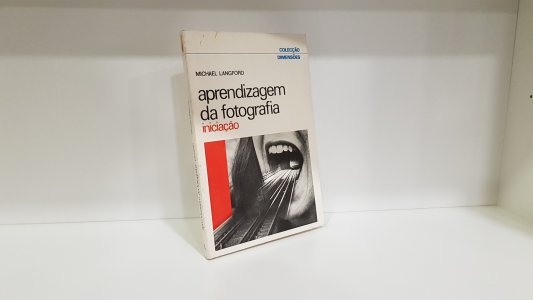 COLECÇÃO
DIMENSÕES
MICHAEL LANGFORD
aprendizagem
da fotografia
iniciação